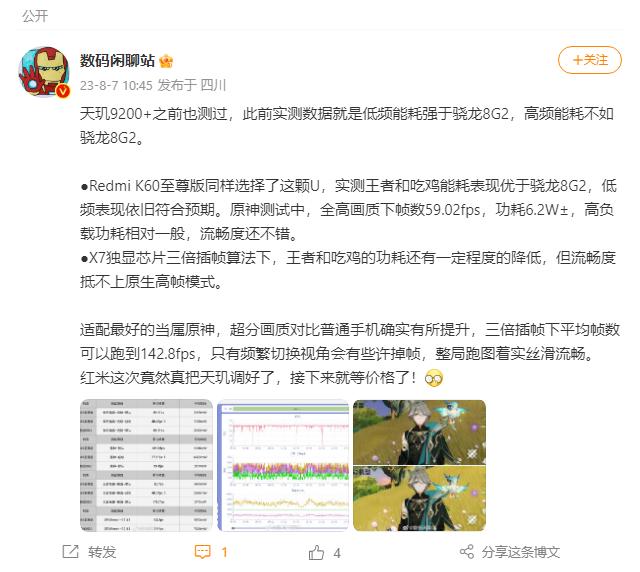 公开
数码闲聊站
+关注
23-8-7 10:45 发布于 四川
天玑9200+之前也测过，此前实测数据就是低频能耗强于骁龙8G2，高频能耗不如
骁龙8G2。
●Redmi K60至尊版同样选择了这颗U，实测王者和吃鸡能耗表现优于骁龙8G2，低
频表现依旧符合预期。原神测试中，全高画质下帧数59.02fps，功耗6.2W±，高负
载功耗相对一般，流畅度还不错。
●X7独显芯片三倍插帧算法下，王者和吃鸡的功耗还有一定程度的降低，但流畅度
抵不上原生高帧模式。
适配最好的当属原神，超分画质对比普通手机确实有所提升，三倍插帧下平均帧数
可以跑到142.8fps，只有频繁切换视角会有些许掉帧，整局跑图着实丝滑流畅。
红米这次竟然真把天玑调好了，接下来就等价格了！
转发
1
4
分享这条博文